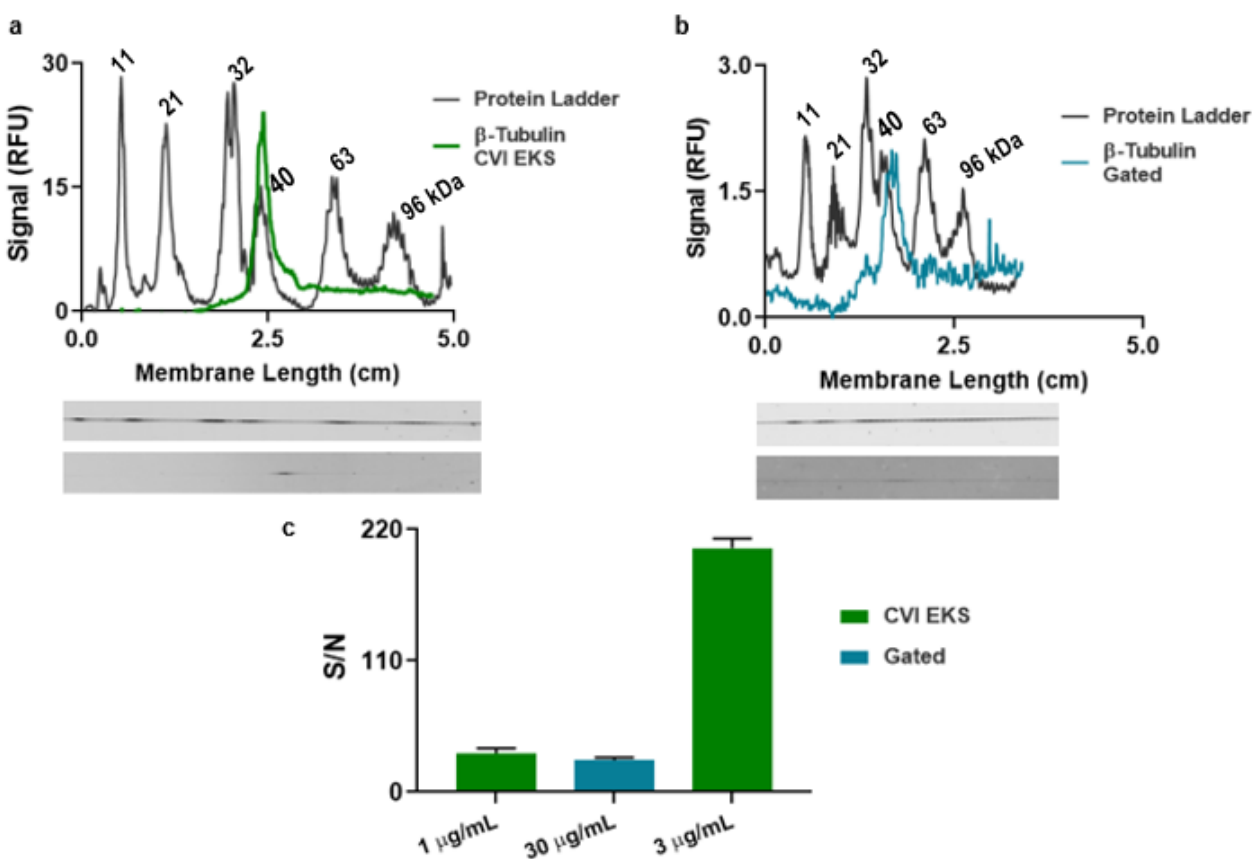 a
30
15
0
Signal (RFU)
11
21
32
40
63
96 kDa
Protein Ladder
β-Tubulin
CVI EKS
0.0
2.5
5.0
Membrane Length (cm)
b
3.0
1.5
0.0
Signal (RFU)
11
21
32
40
63
96 kDa
Protein Ladder
β-Tubulin
Gated
0.0
2.5
5.0
Membrane Length (cm)
c
220
110
0
S/N
CVI EKS
Gated
1 μg/mL
30 μg/mL
3 μg/mL